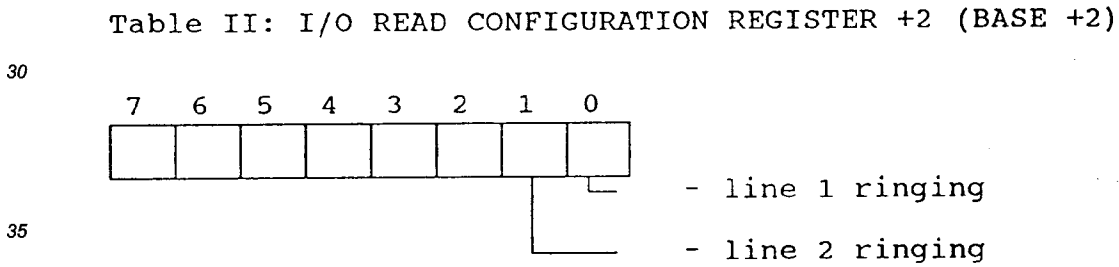 Table II: I/O READ CONFIGURATION REGISTER +2 (BASE +2)
30
7 6 5 4 3 2 1 0
- line 1 ringing
35
- line 2 ringing